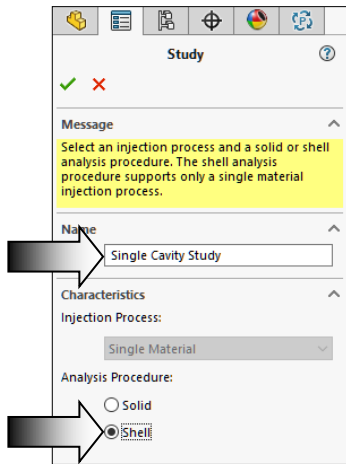 Study
?
Message
Select an injection process and a solid or shell
analysis procedure. The shell analysis
procedure supports only a single material
injection process.
Name
Single Cavity Study
Characteristics
Injection Process:
Single Material
Analysis Procedure:
Solid
Shell